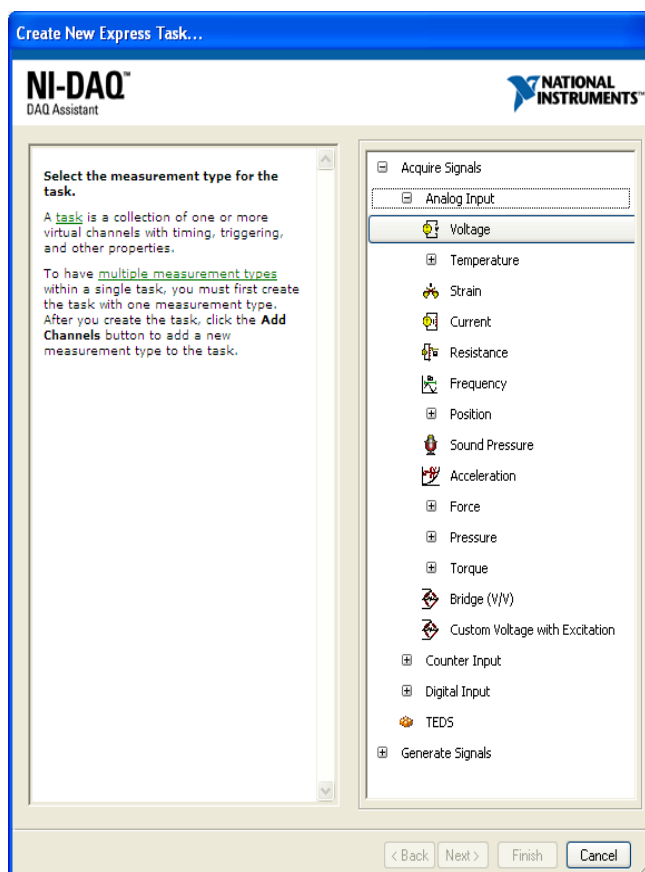 Create New Express Task...
NI-DAQ™
DAQ Assistant
NATIONAL
INSTRUMENTS™
Select the measurement type for the
task.
A task is a collection of one or more
virtual channels with timing, triggering,
and other properties.
To have multiple measurement types
within a single task, you must first create
the task with one measurement type.
After you create the task, click the Add
Channels button to add a new
measurement type to the task.
Acquire Signals
Analog Input
Voltage
Temperature
Strain
Current
Resistance
Frequency
Position
Sound Pressure
Acceleration
Force
Pressure
Torque
Bridge (V/V)
Custom Voltage with Excitation
Counter Input
Digital Input
TEDS
Generate Signals
< Back Next > Finish Cancel